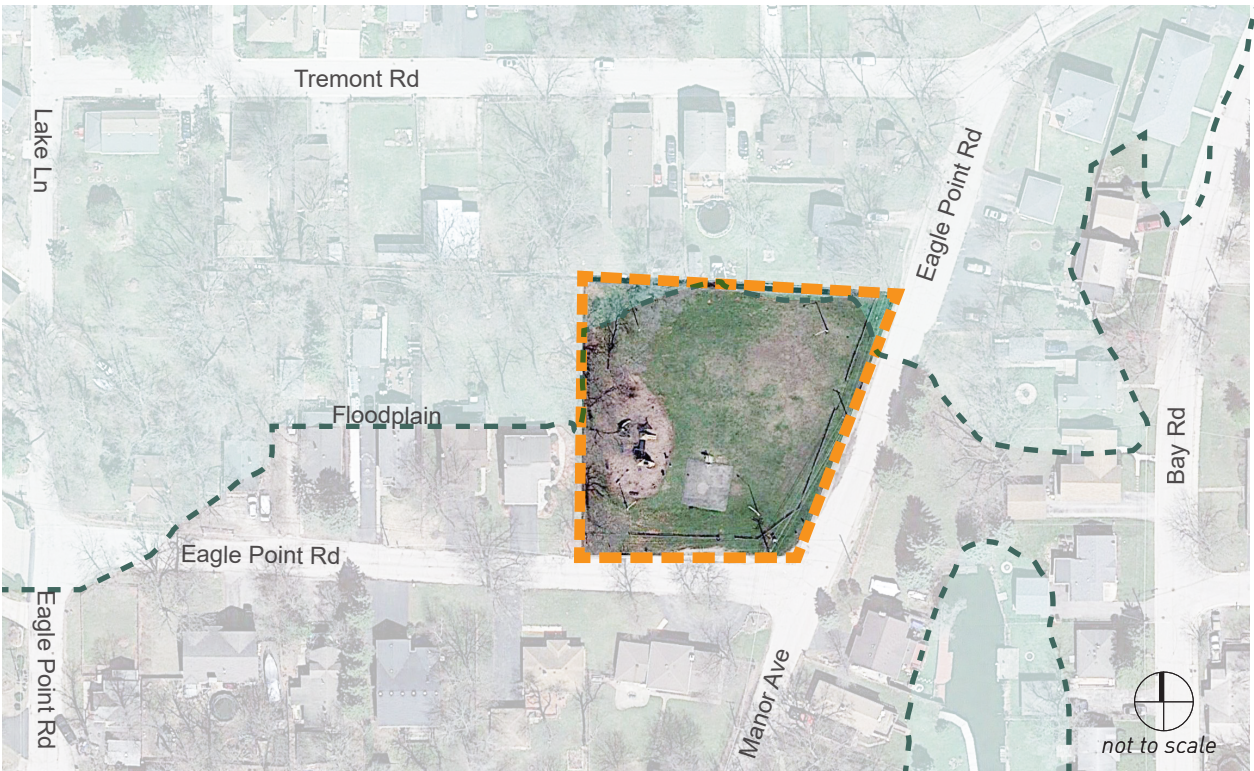 Tremont Rd
Lake Ln
Eagle Point Rd
Floodplain
Bay Rd
Eagle Point Rd
Eagle Point Rd
Manor Ave
not to scale